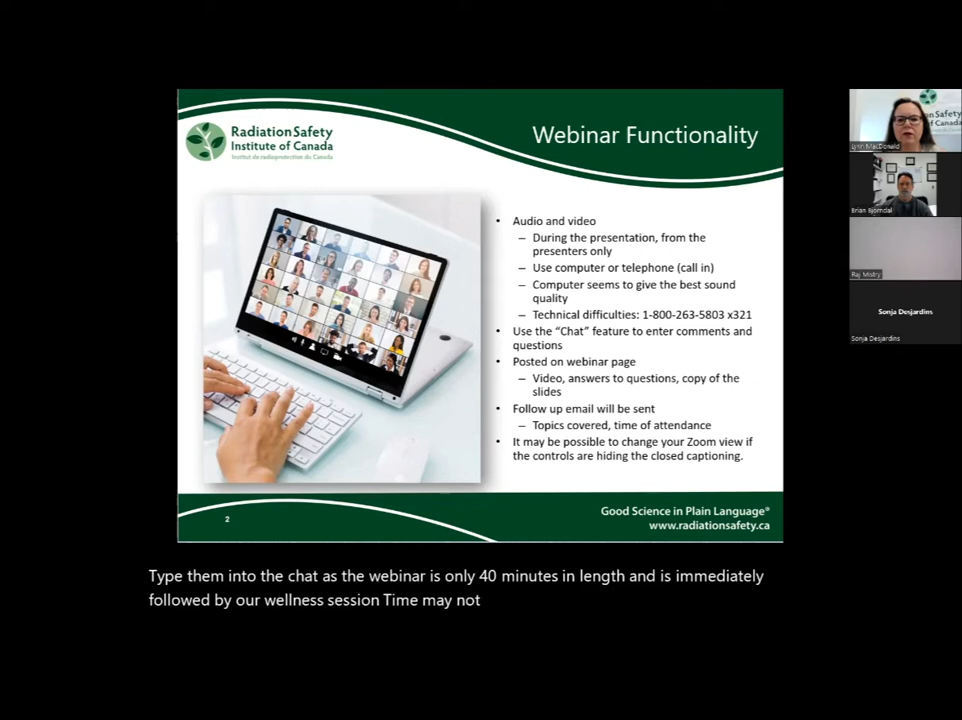 RadiationSafety
Institute of Canada
Institut de radioprotection du Canada
Webinar Functionality
• Audio and video
– During the presentation, from the
presenters only
– Use computer or telephone (call in)
– Computer seems to give the best sound
quality
– Technical difficulties: 1-800-263-5803 x321
• Use the “Chat” feature to enter comments and
questions
• Posted on webinar page
– Video, answers to questions, copy of the
slides
• Follow up email will be sent
– Topics covered, time of attendance
• It may be possible to change your Zoom view if
the controls are hiding the closed captioning.
2
Good Science in Plain Language®
www.radiationsafety.ca
Type them into the chat as the webinar is only 40 minutes in length and is immediately
followed by our wellness session Time may not
Safety
of Canada
Lynn MacDonald
Brian Bjorndal
Raj Mistry
Sonja Desjardins
Sonja Desjardins